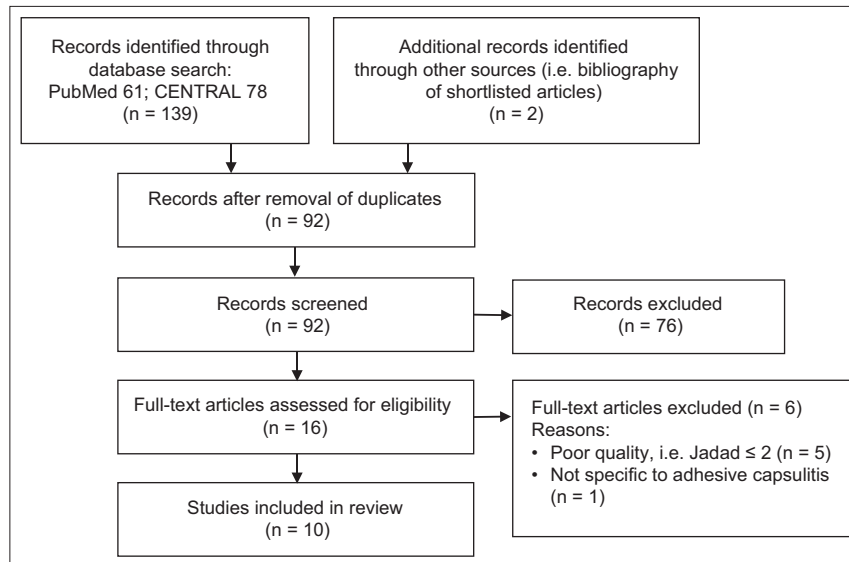 Records identified through
database search:
PubMed 61; CENTRAL 78
(n = 139)
Additional records identified
through other sources (i.e. bibliography
of shortlisted articles)
(n = 2)
Records after removal of duplicates
(n = 92)
Records screened
(n = 92)
Records excluded
(n = 76)
Full-text articles assessed for eligibility
(n = 16)
Full-text articles excluded (n = 6)
Reasons:
• Poor quality, i.e. Jadad ≤ 2 (n = 5)
• Not specific to adhesive capsulitis
(n = 1)
Studies included in review
(n = 10)